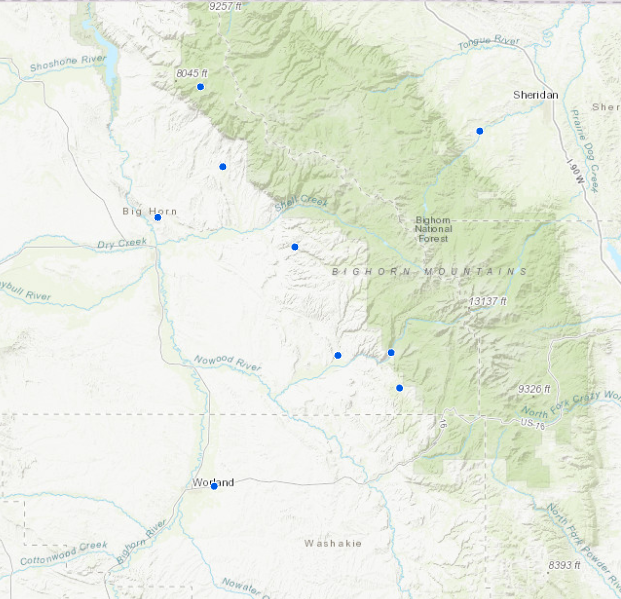 9257 ft
Tongue River
Shoshone River
8045 ft
Sheridan
Sher
Prairie Dog Creek
I-90 W
Shell Creek
Big Horn
Bighorn
National
Forest
Dry Creek
BIGHORN MOUNTAINS
ybull River
13137 ft
Nowood River
9326 ft
North Fork Crazy Wo
US-16
16
Worland
Bighorn River
North Fork Powder River
Washakie
Cottonwood Creek
8393 ft
Nowater